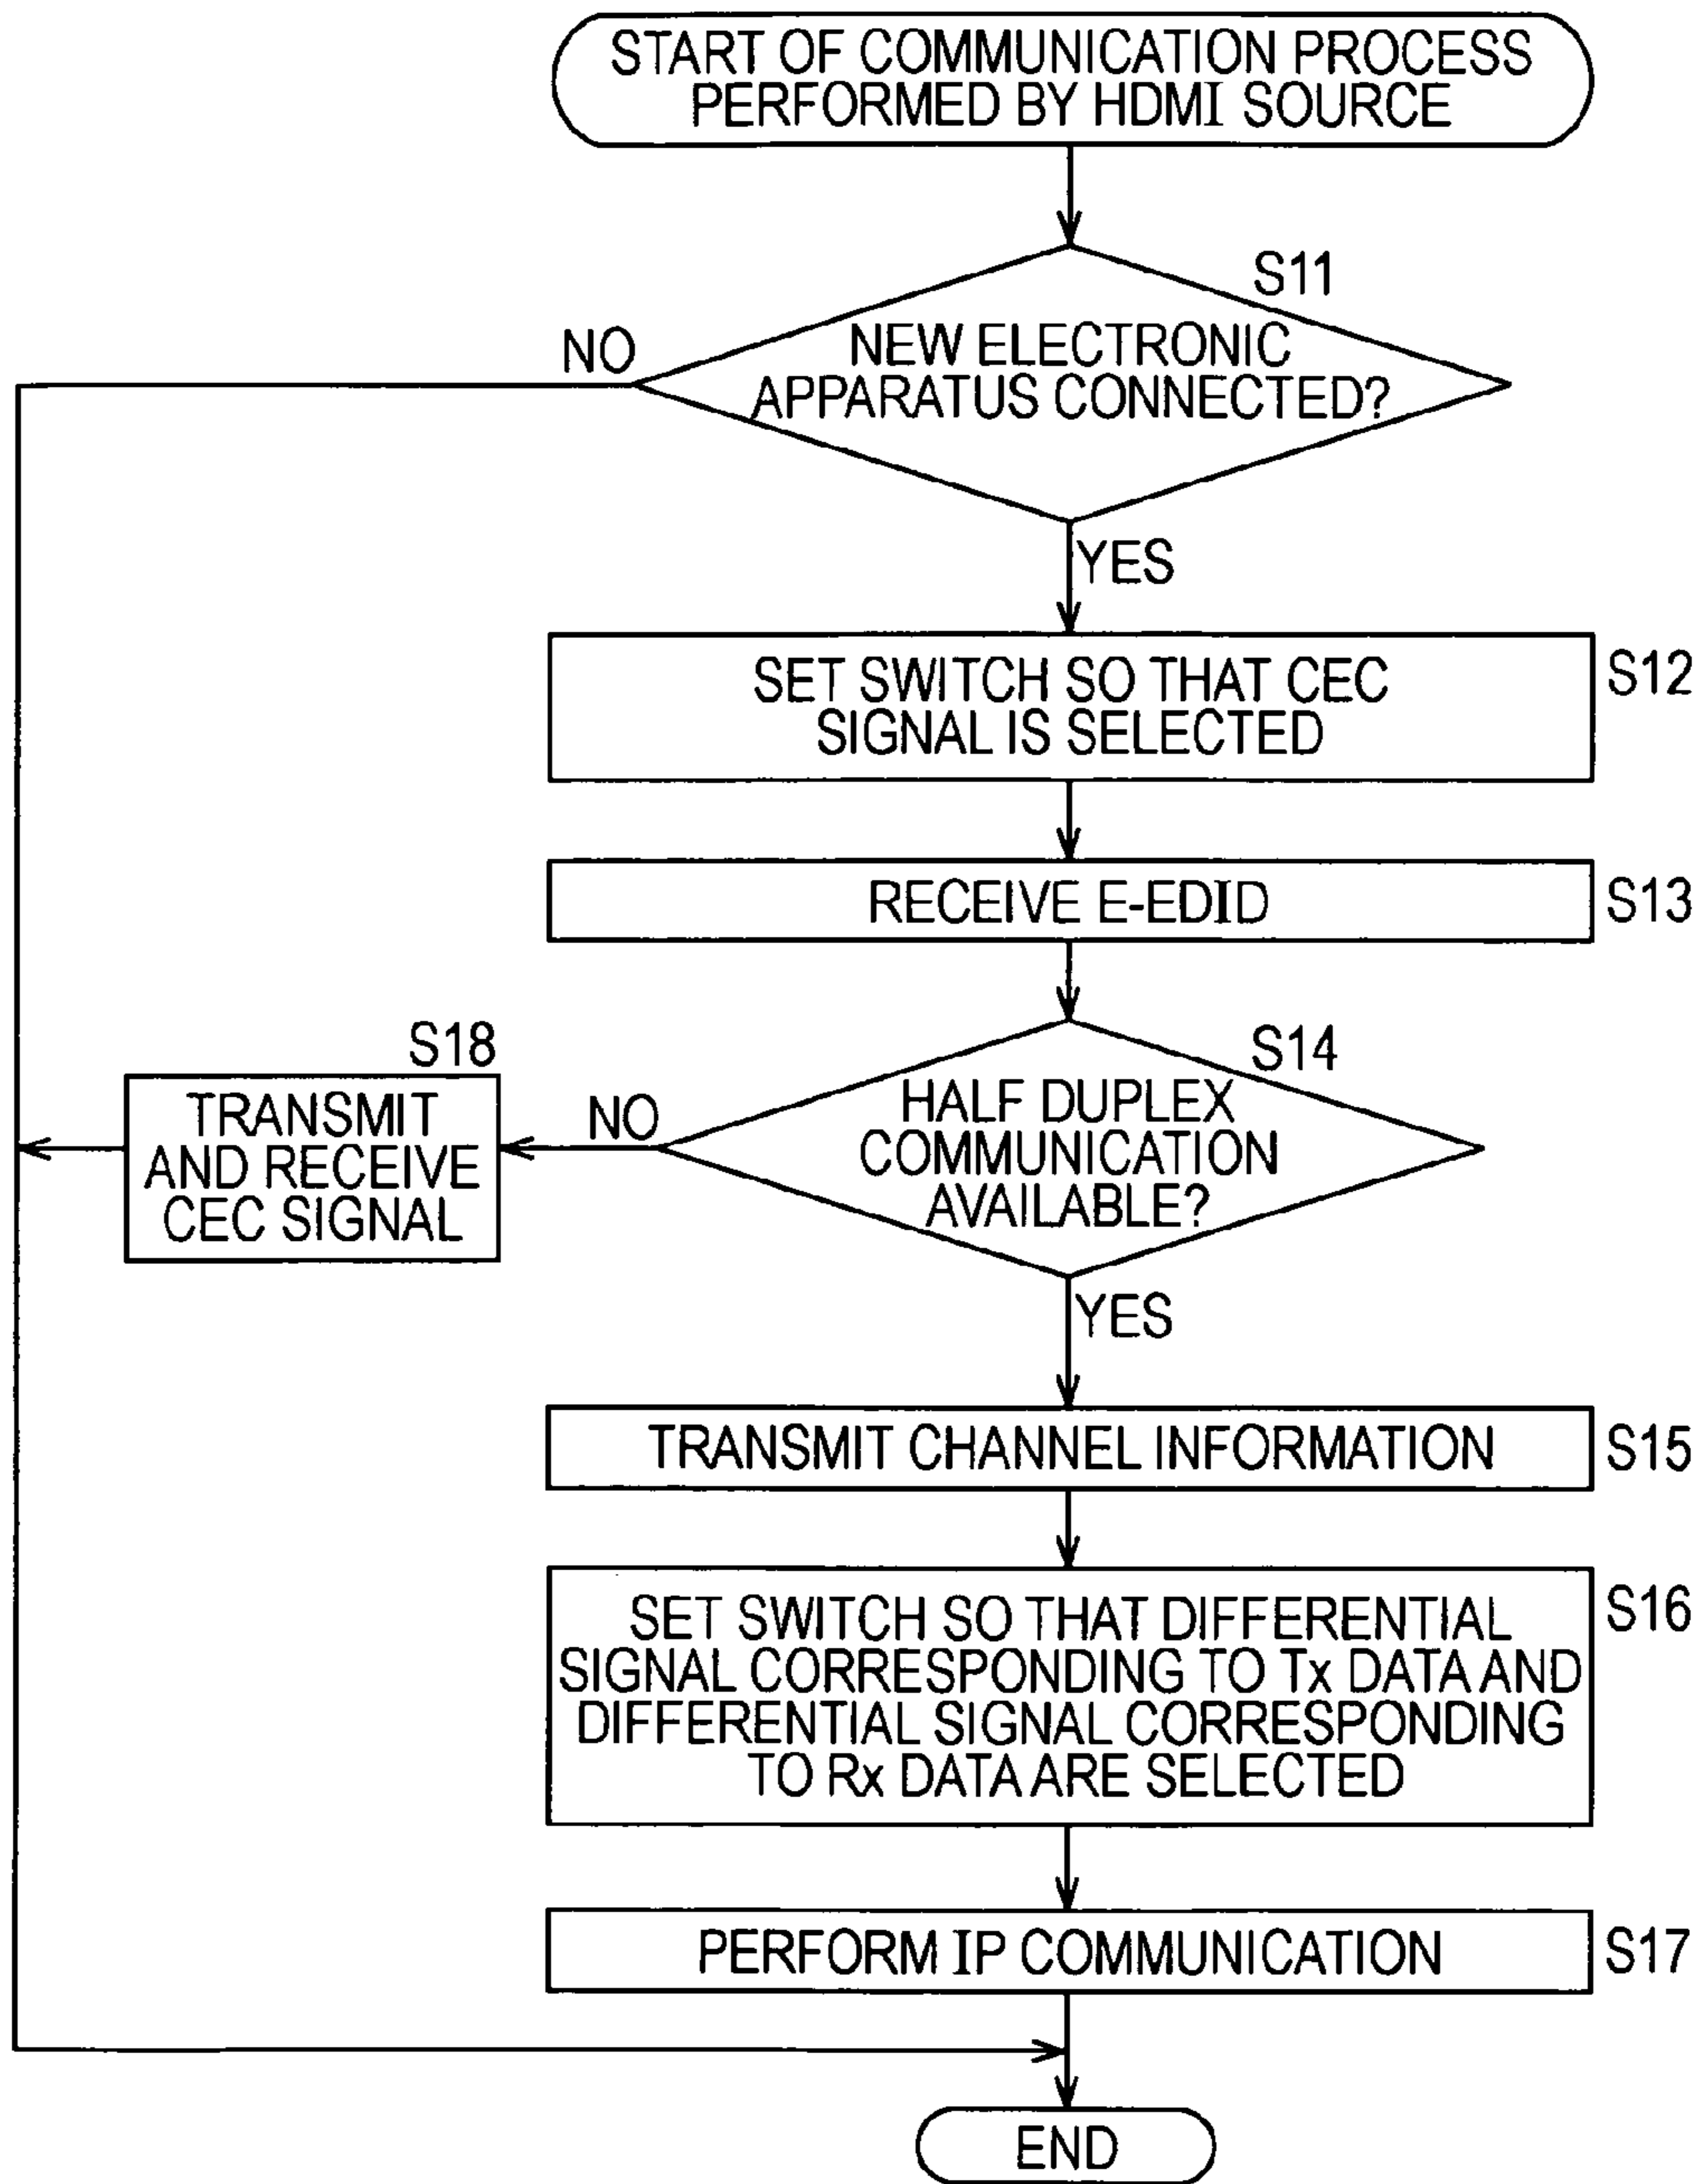 START OF COMMUNICATION PROCESS
PERFORMED BY HDMI SOURCE
S11
NO
NEW ELECTRONIC
APPARATUS CONNECTED?
YES
S12
SET SWITCH SO THAT CEC
SIGNAL IS SELECTED
RECEIVE E-EDID
S13
S18
S14
TRANSMIT
AND RECEIVE
CEC SIGNAL
NO
HALF DUPLEX
COMMUNICATION
AVAILABLE?
YES
TRANSMIT CHANNEL INFORMATION
S15
S16
SET SWITCH SO THAT DIFFERENTIAL
SIGNAL CORRESPONDING TO Tx DATA AND
DIFFERENTIAL SIGNAL CORRESPONDING
TO Rx DATA ARE SELECTED
PERFORM IP COMMUNICATION
S17
END